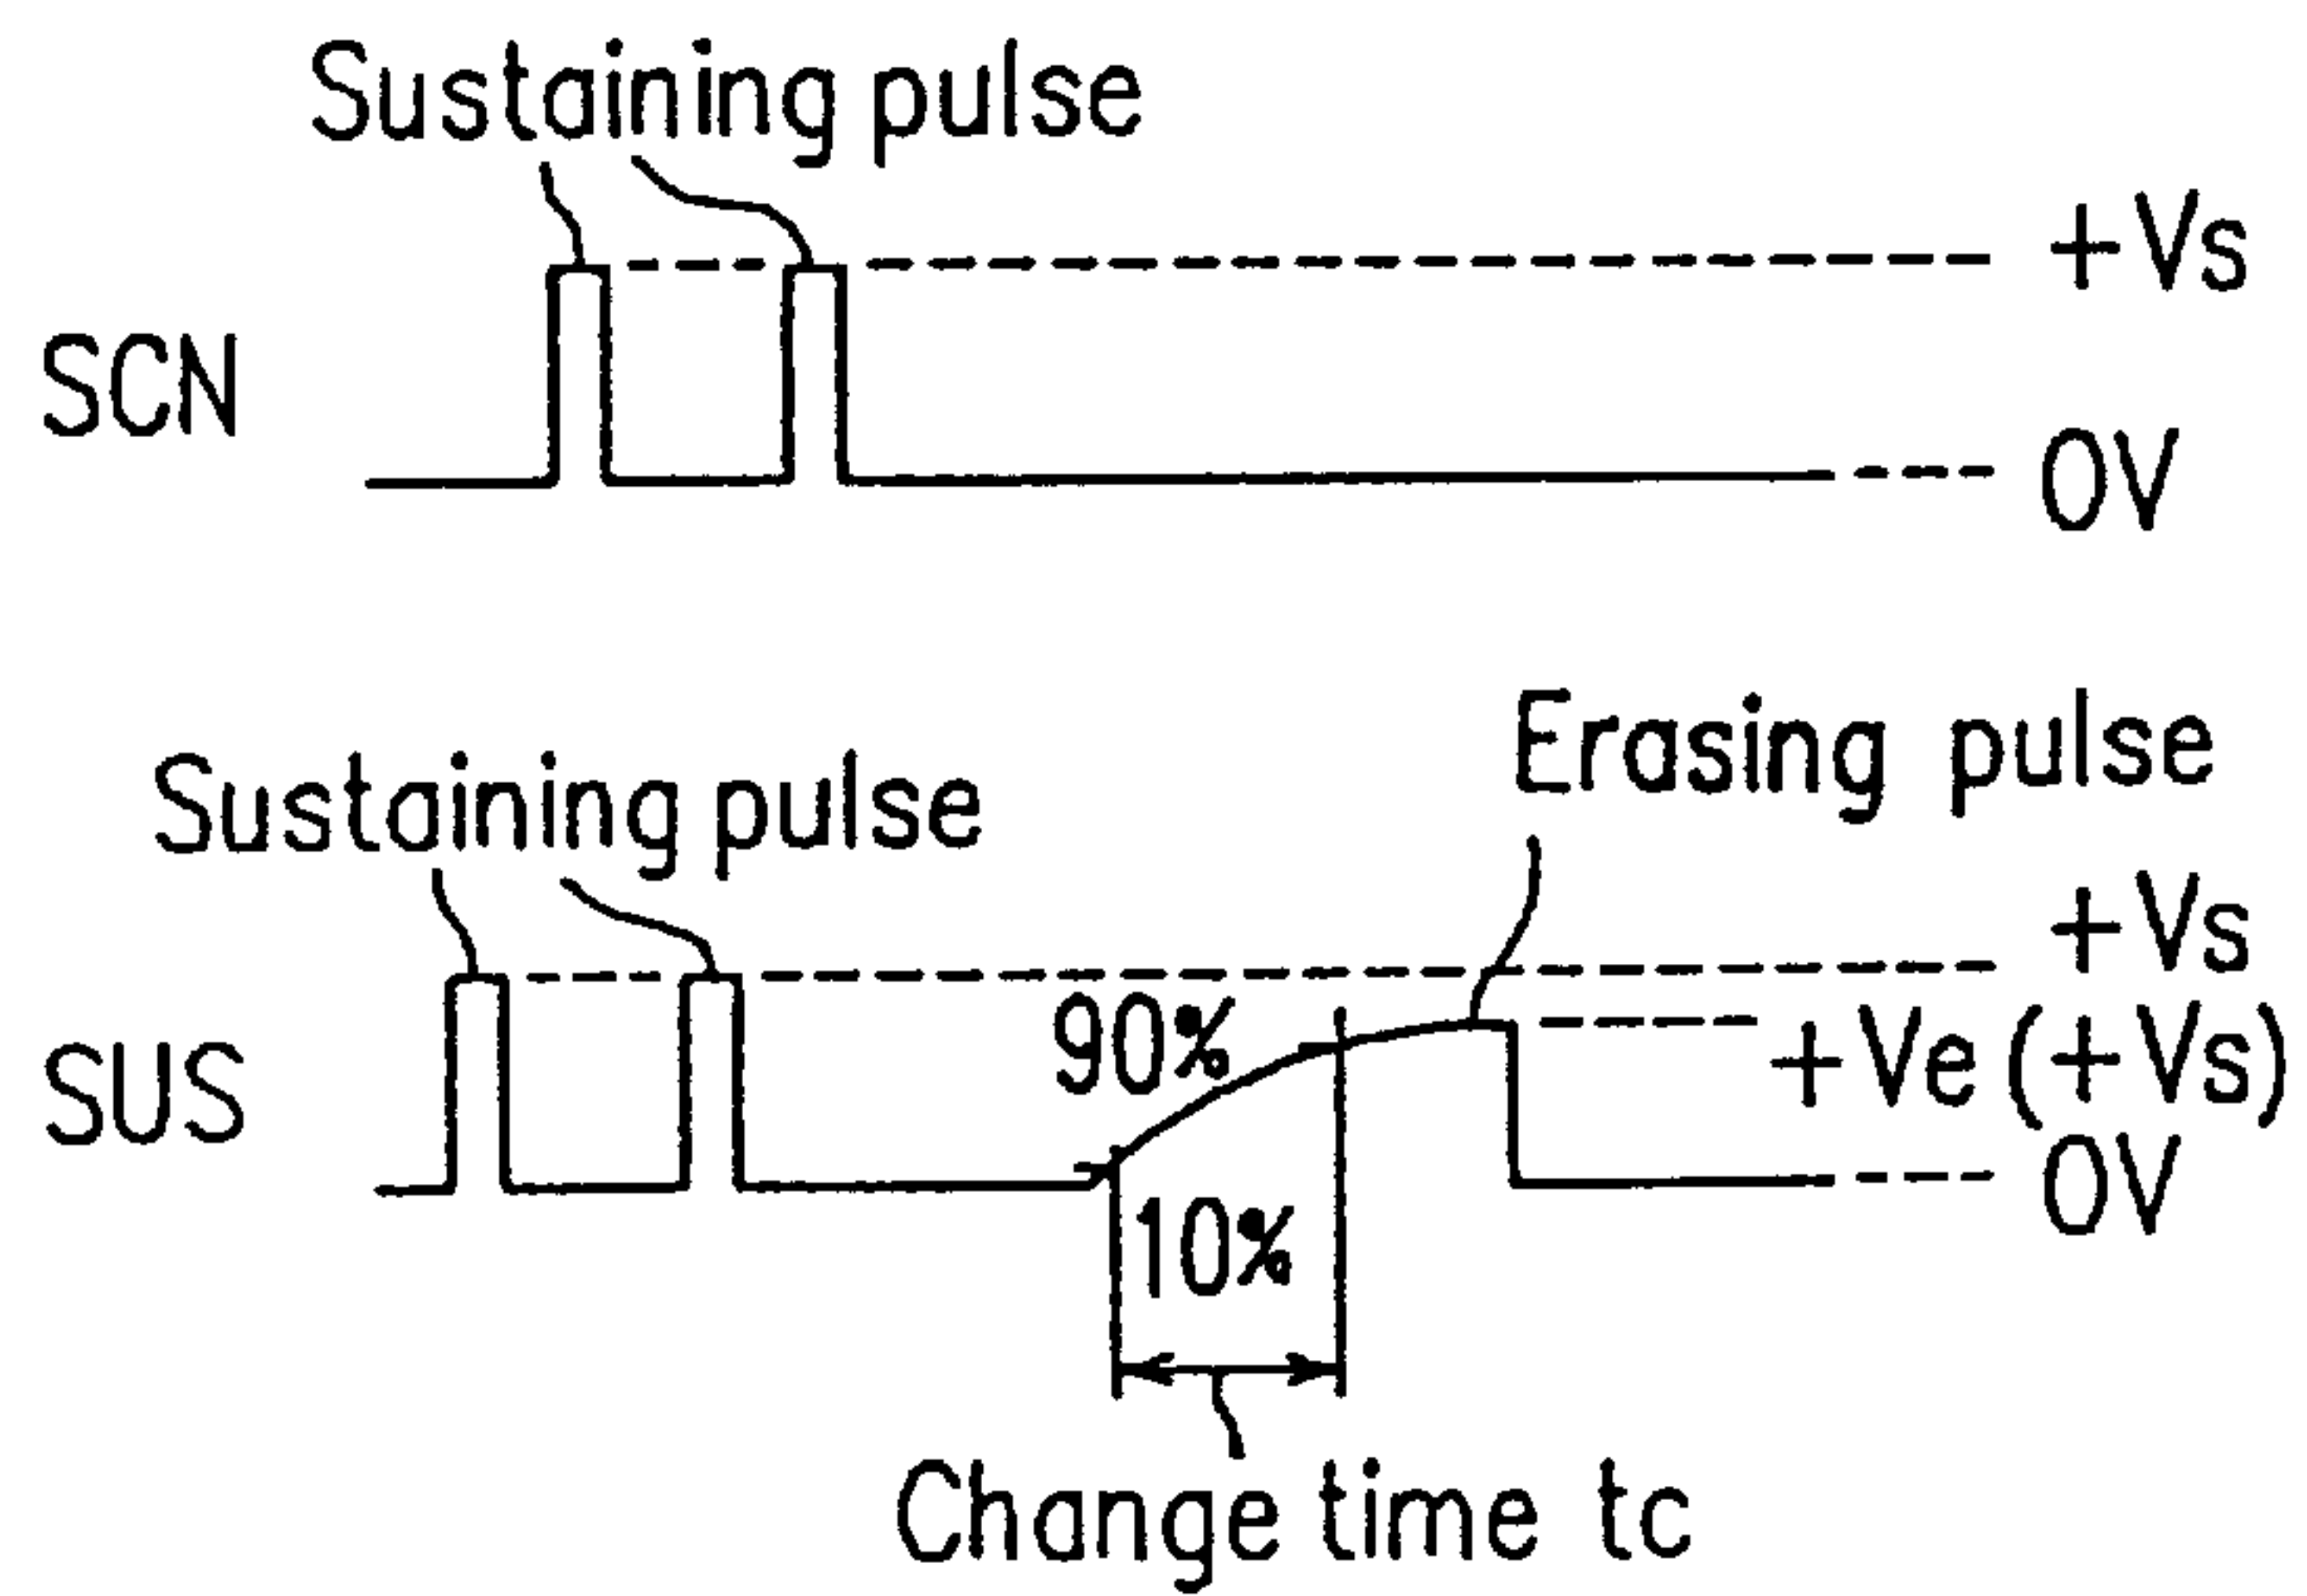 Sustaining pulse
+Vs
SCN
0V
Erasing pulse
Sustaining pulse
+Vs
90%
SUS
+Ve (+Vs)
0V
10%
Change time tc